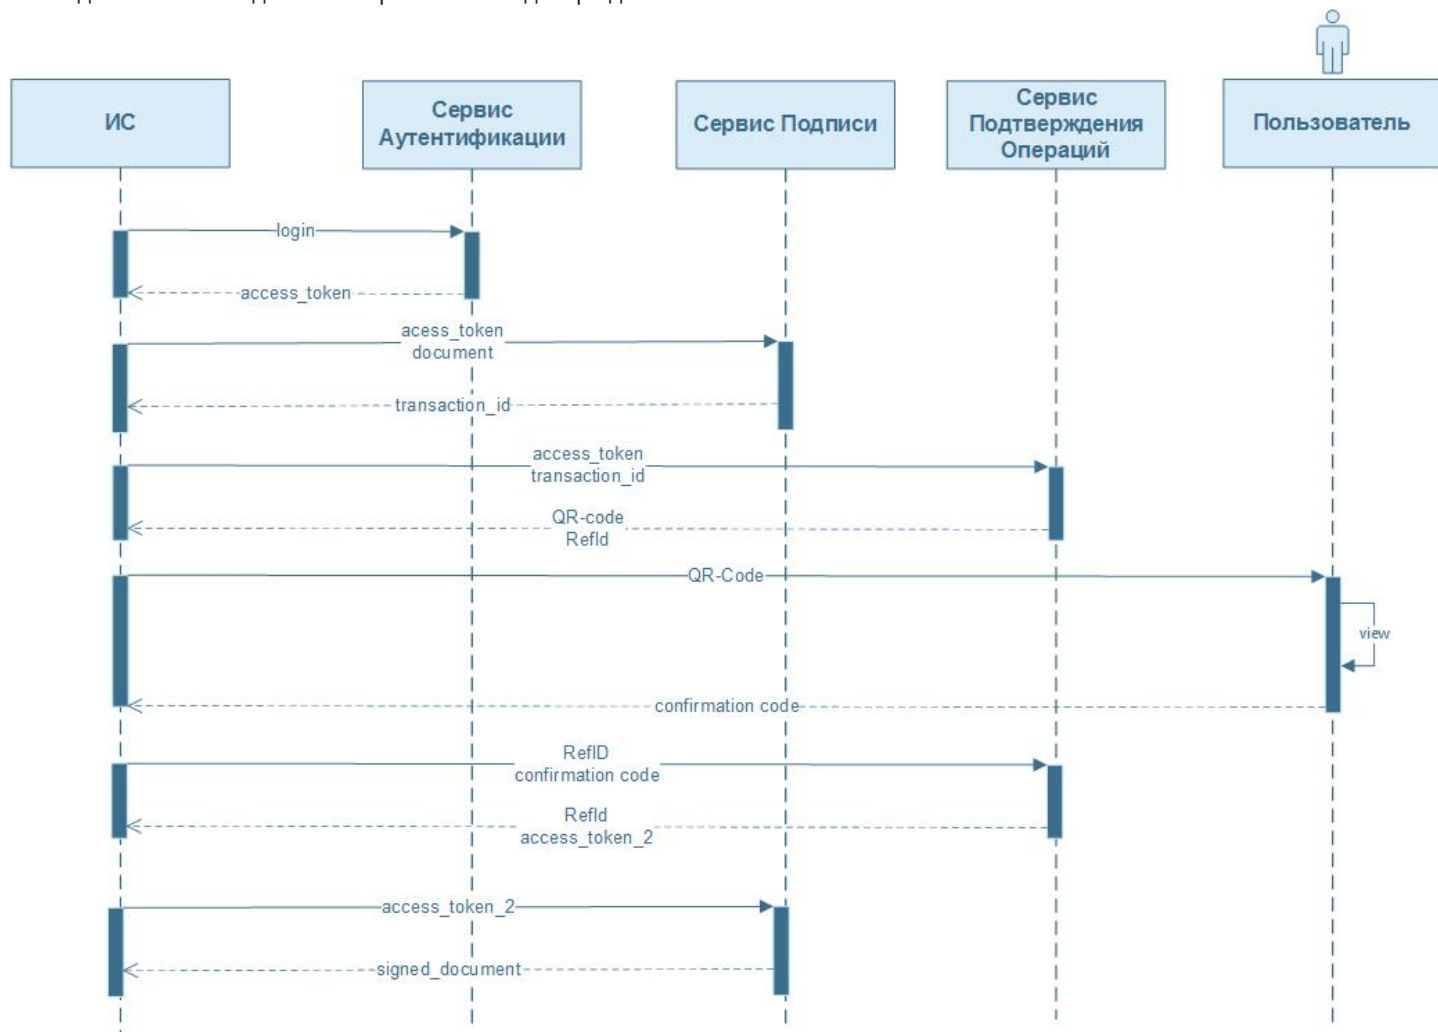 ИС
Сервис
Аутентификации
Сервис Подписи
Сервис
Подтверждения
Операций
Пользователь
login
access_token
acess_token
document
transaction_id
access_token
transaction_id
QR-code
RefId
QR-Code
view
confirmation code
RefID
confirmation code
RefId
access_token_2
access_token_2
signed_document